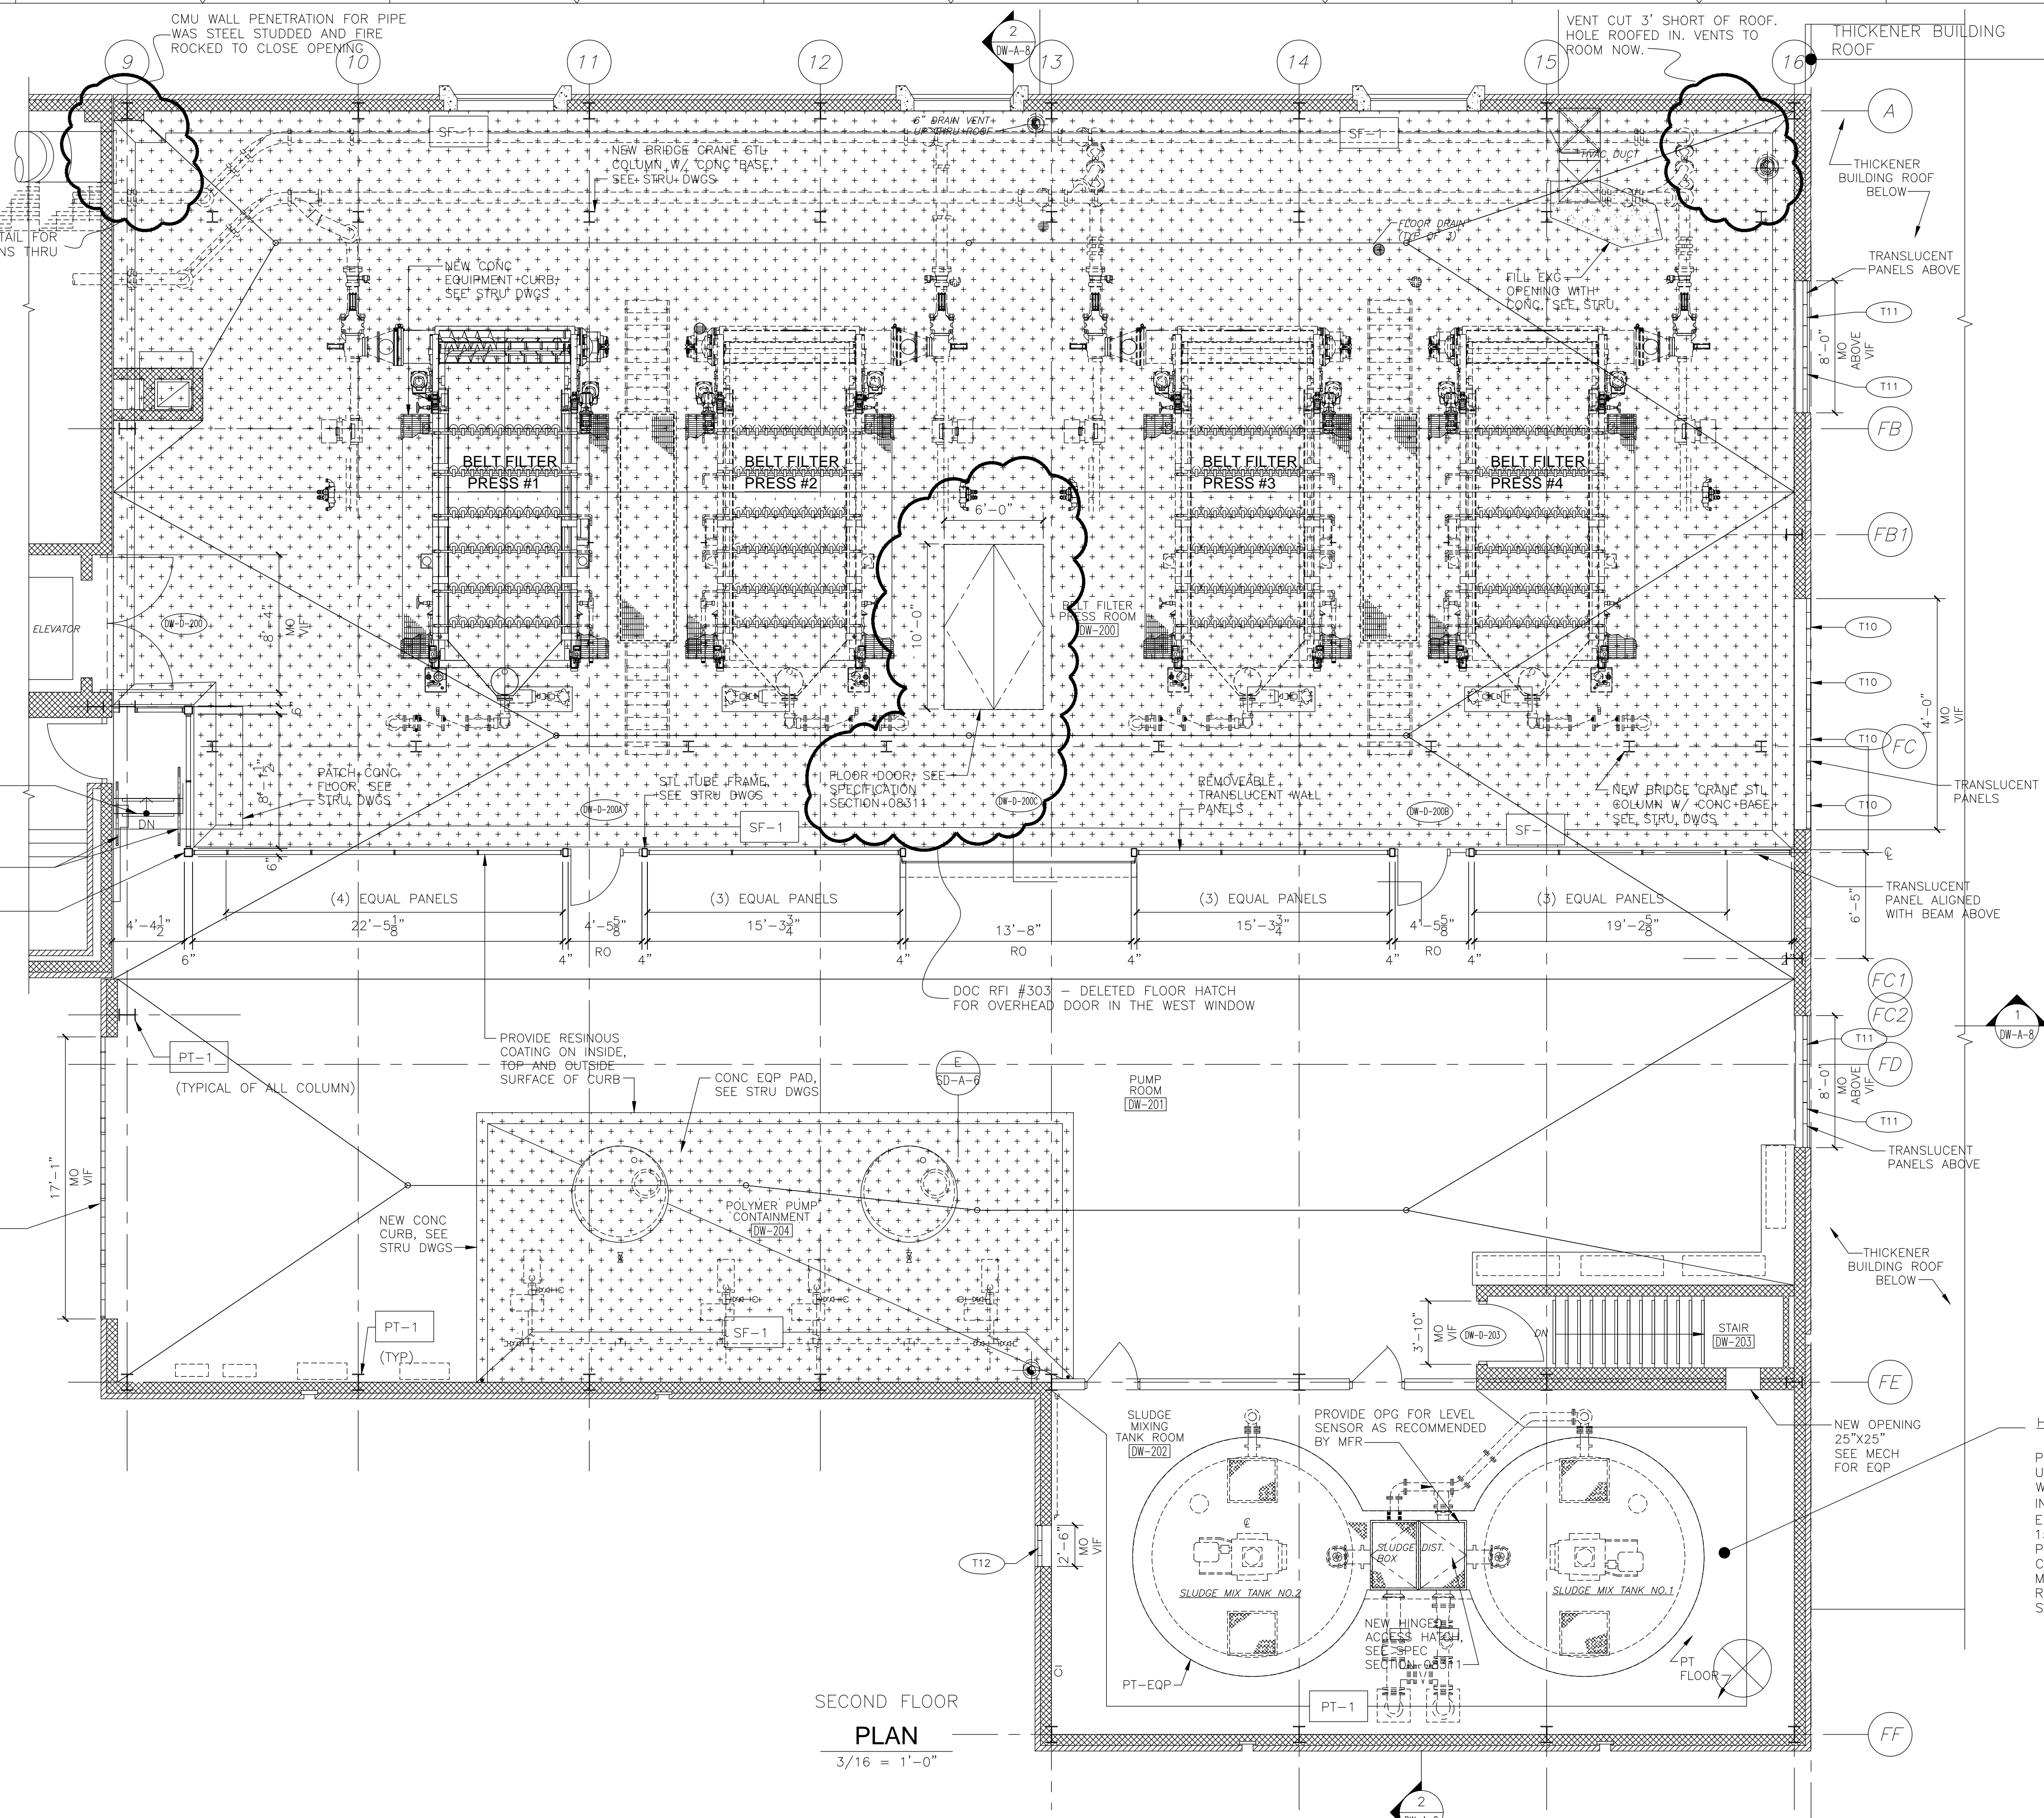 CMU WALL PENETRATION FOR PIPE
WAS STEEL STUDDED AND FIRE
ROCKED TO CLOSE OPENING
2
DW-A-8
VENT CUT 3' SHORT OF ROOF.
HOLE ROOFED IN. VENTS TO
ROOM NOW.
THICKENER BUILDING
ROOF
9
10
11
12
13
14
15
16
A
SF-1
6" DRAIN VENT
UP THRU ROOF
SF-1
HVAC DUCT
NEW BRIDGE CRANE STL
COLUMN W/ CONC BASE,
SEE STRU DWGS
THICKENER
BUILDING ROOF
BELOW
TAIL FOR
NS THRU
FLOOR DRAIN
(TYP OF 3)
NEW CONC
EQUIPMENT CURB,
SEE STRU DWGS
FILL EXG
OPENING WITH
CONC, SEE STRU
TRANSLUCENT
PANELS ABOVE
T11
8'-0"
MO
ABOVE
VIF
T11
FB
BELT FILTER
PRESS #1
BELT FILTER
PRESS #2
BELT FILTER
PRESS #3
BELT FILTER
PRESS #4
6'-0"
10'-0"
FB1
ELEVATOR
DW-D-200
8'-4"
MO
VIF
BELT FILTER
PRESS ROOM
DW-200
T10
T10
T10
T10
14'-0"
MO
VIF
FC
6"
8'-1 1/2"
6"
PATCH CONC
FLOOR, SEE
STRU DWGS
DN
STL TUBE FRAME,
SEE STRU DWGS
DW-D-200A
SF-1
FLOOR DOOR, SEE
SPECIFICATION
SECTION 08311
DW-D-200C
REMOVEABLE
TRANSLUCENT WALL
PANELS
DW-D-200B
SF-1
NEW BRIDGE CRANE STL
COLUMN W/ CONC BASE,
SEE STRU DWGS
TRANSLUCENT
PANELS
(4) EQUAL PANELS
(3) EQUAL PANELS
(3) EQUAL PANELS
(3) EQUAL PANELS
TRANSLUCENT
PANEL ALIGNED
WITH BEAM ABOVE
6'-5"
4'-4 1/2"
6"
22'-5 1/8"
4"
4'-5 5/8"
RO
4"
15'-3 3/4"
4"
13'-8"
RO
4"
15'-3 3/4"
4"
4'-5 5/8"
RO
4"
19'-2 5/8"
2"
FC1
FC2
DOC RFI #303 – DELETED FLOOR HATCH
FOR OVERHEAD DOOR IN THE WEST WINDOW
1
DW-A-8
PT-1
(TYPICAL OF ALL COLUMN)
PROVIDE RESINOUS
COATING ON INSIDE,
TOP AND OUTSIDE
SURFACE OF CURB
CONC EQP PAD,
SEE STRU DWGS
E
SD-A-6
PUMP
ROOM
DW-201
T11
FD
8'-0"
MO
ABOVE
VIF
T11
TRANSLUCENT
PANELS ABOVE
17'-1"
MO
VIF
NEW CONC
CURB, SEE
STRU DWGS
POLYMER PUMP
CONTAINMENT
DW-204
THICKENER
BUILDING ROOF
BELOW
PT-1
(TYP)
SF-1
3'-10"
MO
VIF
DW-D-203
DN
STAIR
DW-203
FE
SLUDGE
MIXING
TANK ROOM
DW-202
PROVIDE OPG FOR LEVEL
SENSOR AS RECOMMENDED
BY MFR
NEW OPENING
25"X25"
SEE MECH
FOR EQP
T12
2'-6"
MO
VIF
SLUDGE DIST.
BOX
SLUDGE MIX TANK NO.2
SLUDGE MIX TANK NO.1
NEW HINGED
ACCESS HATCH,
SEE SPEC
SECTION 08311
CI
PT-EQP
PT
FLOOR
PT-1
SECOND FLOOR
PLAN
3/16 = 1'-0"
FF
2